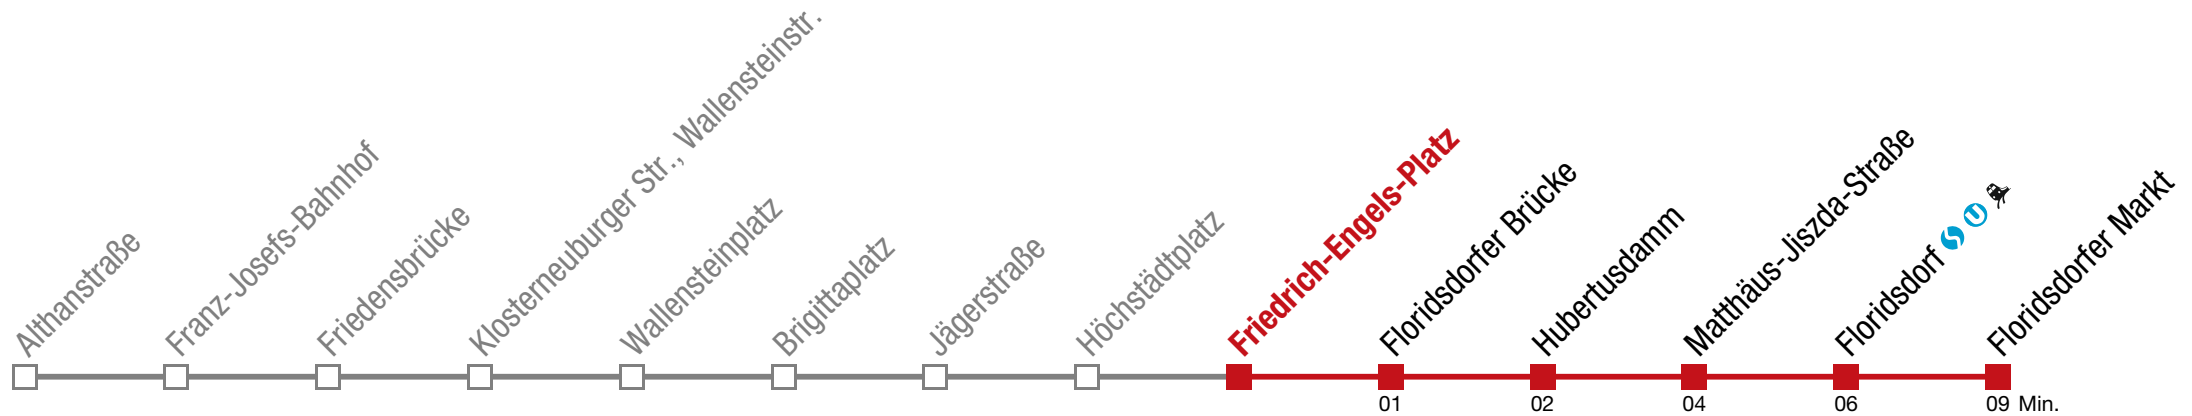 Althanstraße
Franz-Josefs-Bahnhof
Friedensbrücke
Klosterneuburger Str., Wallensteinstr.
Wallensteinplatz
Brigittaplatz
Jägerstraße
Höchstädtplatz
Friedrich-Engels-Platz
Floridsdorfer Brücke
Hubertusdamm
Matthäus-Jiszda-Straße
Floridsdorf S U
Floridsdorfer Markt
01 02 04 06 09 Min.